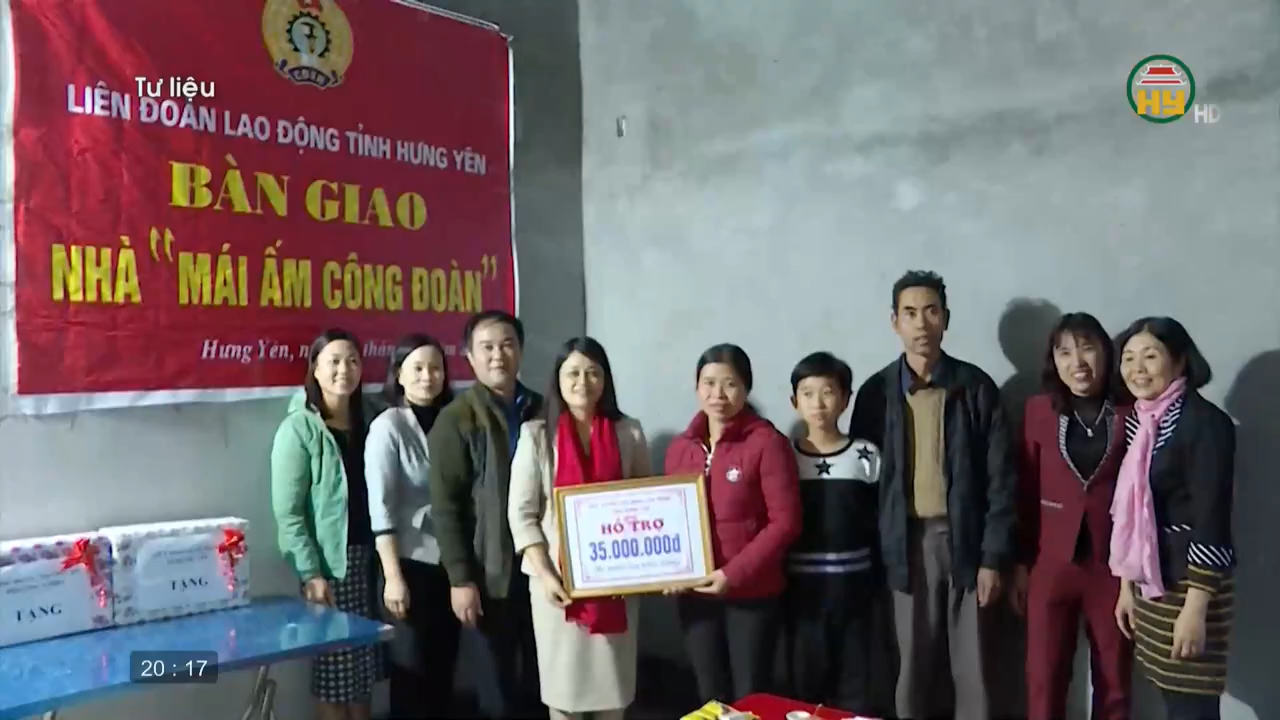 Tư liệu
HY HD
LIÊN ĐOÀN LAO ĐỘNG TỈNH HƯNG YÊN
BÀN GIAO
NHÀ "MÁI ẤM CÔNG ĐOÀN"
Hưng Yên,
HỖ TRỢ
35.000.000đ
TẶNG
TẶNG
20 : 17